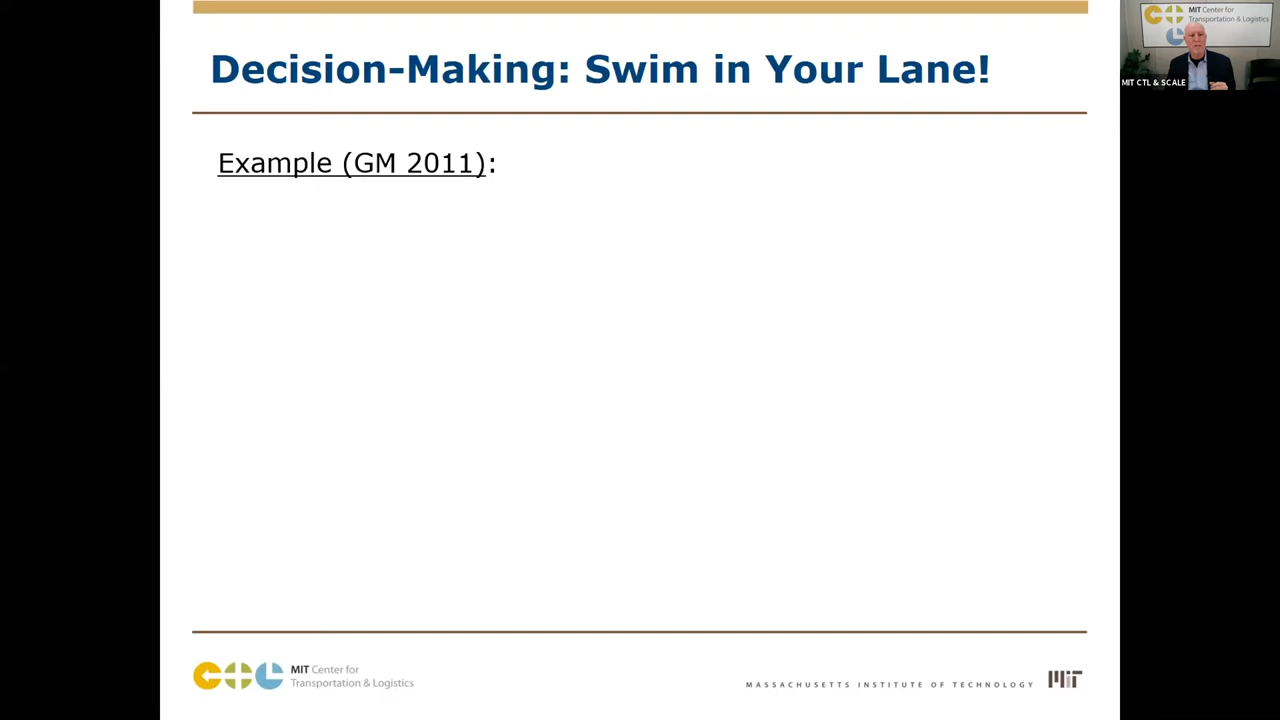 Decision-Making: Swim in Your Lane!
MIT Center for
Transportation & Logistics
MIT CTL & SCALE
Example (GM 2011):
MIT Center for
Transportation & Logistics
MASSACHUSETTS INSTITUTE OF TECHNOLOGY
MIT